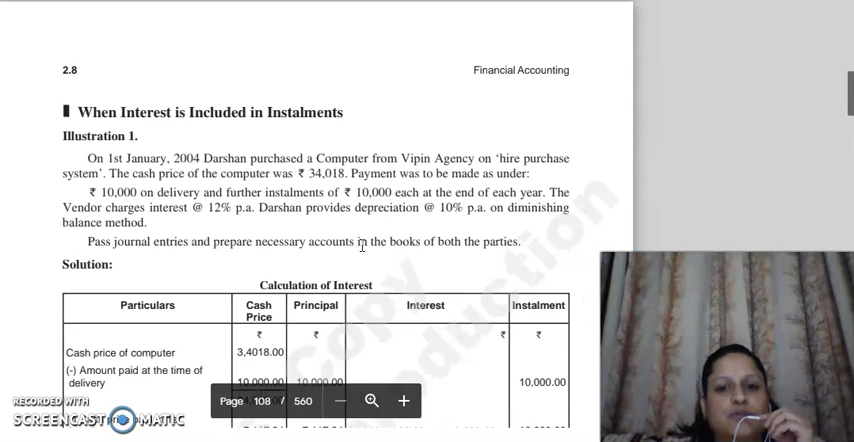 2.8
Financial Accounting
When Interest is Included in Instalments
Illustration 1.
On 1st January, 2004 Darshan purchased a Computer from Vipin Agency on ‘hire purchase
system’. The cash price of the computer was ₹ 34,018. Payment was to be made as under:
₹ 10,000 on delivery and further instalments of ₹ 10,000 each at the end of each year. The
Vendor charges interest @ 12% p.a. Darshan provides depreciation @ 10% p.a. on diminishing
balance method.
Pass journal entries and prepare necessary accounts in the books of both the parties.
Solution:
Calculation of Interest
Particulars Cash Price Principal Interest Instalment
₹ ₹ ₹ ₹
Cash price of computer 3,4018.00
(-) Amount paid at the time of
delivery 10,000.00 10,000.00 10,000.00
Page 108 / 560
RECORDED WITH
SCREENCAST-O-MATIC
Copy